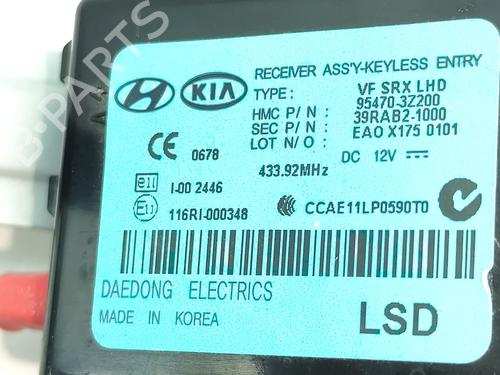 RECEIVER ASS'Y-KEYLESS ENTRY
KIA
TYPE : VF SRX LHD
HMC P/N : 95470-3Z200
SEC P/N : 39RAB2-1000
LOT N/O : EAO X175 0101
CE 0678 433.92MHz DC 12V
e11 I-00 2446
E11 116RI-000348 CCAE11LP0590T0
DAEDONG ELECTRICS
MADE IN KOREA LSD